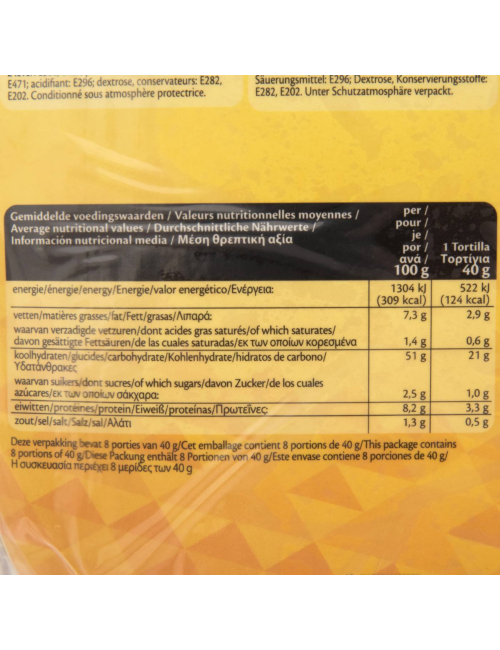 E471; acidifiant: E296; dextrose, conservateurs: E282,
E202. Conditionné sous atmosphère protectrice.
Säuerungsmittel: E296; Dextrose, Konservierungsstoffe:
E282, E202. Unter Schutzatmosphäre verpackt.
Gemiddelde voedingswaarden / Valeurs nutritionnelles moyennes /
Average nutritional values / Durchschnittliche Nährwerte /
Información nutricional media / Μέση θρεπτική αξία
per /
pour /
je /
por /
ανά /
100 g
1 Tortilla
Τορτίγια
40 g
energie/énergie/energy/Energie/valor energético/Ενέργεια: 1304 kJ 522 kJ
(309 kcal) (124 kcal)
vetten/matières grasses/fat/Fett/grasas/Λιπαρά: 7,3 g 2,9 g
waarvan verzadigde vetzuren/dont acides gras saturés/of which saturates/
davon gesättigte Fettsäuren/de las cuales saturadas/εκ των οποίων κορεσμένα 1,4 g 0,6 g
koolhydraten/glucides/carbohydrate/Kohlenhydrate/hidratos de carbono/ 51 g 21 g
Υδατάνθρακες
waarvan suikers/dont sucres/of which sugars/davon Zucker/de los cuales
azúcares/εκ των οποίων σάκχαρα: 2,5 g 1,0 g
eiwitten/protéines/protein/Eiweiß/proteínas/Πρωτεΐνες 8,2 g 3,3 g
zout/sel/salt/Salz/sal/Αλάτι 1,3 g 0,5 g
Deze verpakking bevat 8 porties van 40 g/Cet emballage contient 8 portions de 40 g/This package contains
8 portions of 40 g/Diese Packung enthält 8 Portionen von 40 g/Este envase contiene 8 porciones de 40 g/
Η συσκευασία περιέχει 8 μερίδες των 40 g